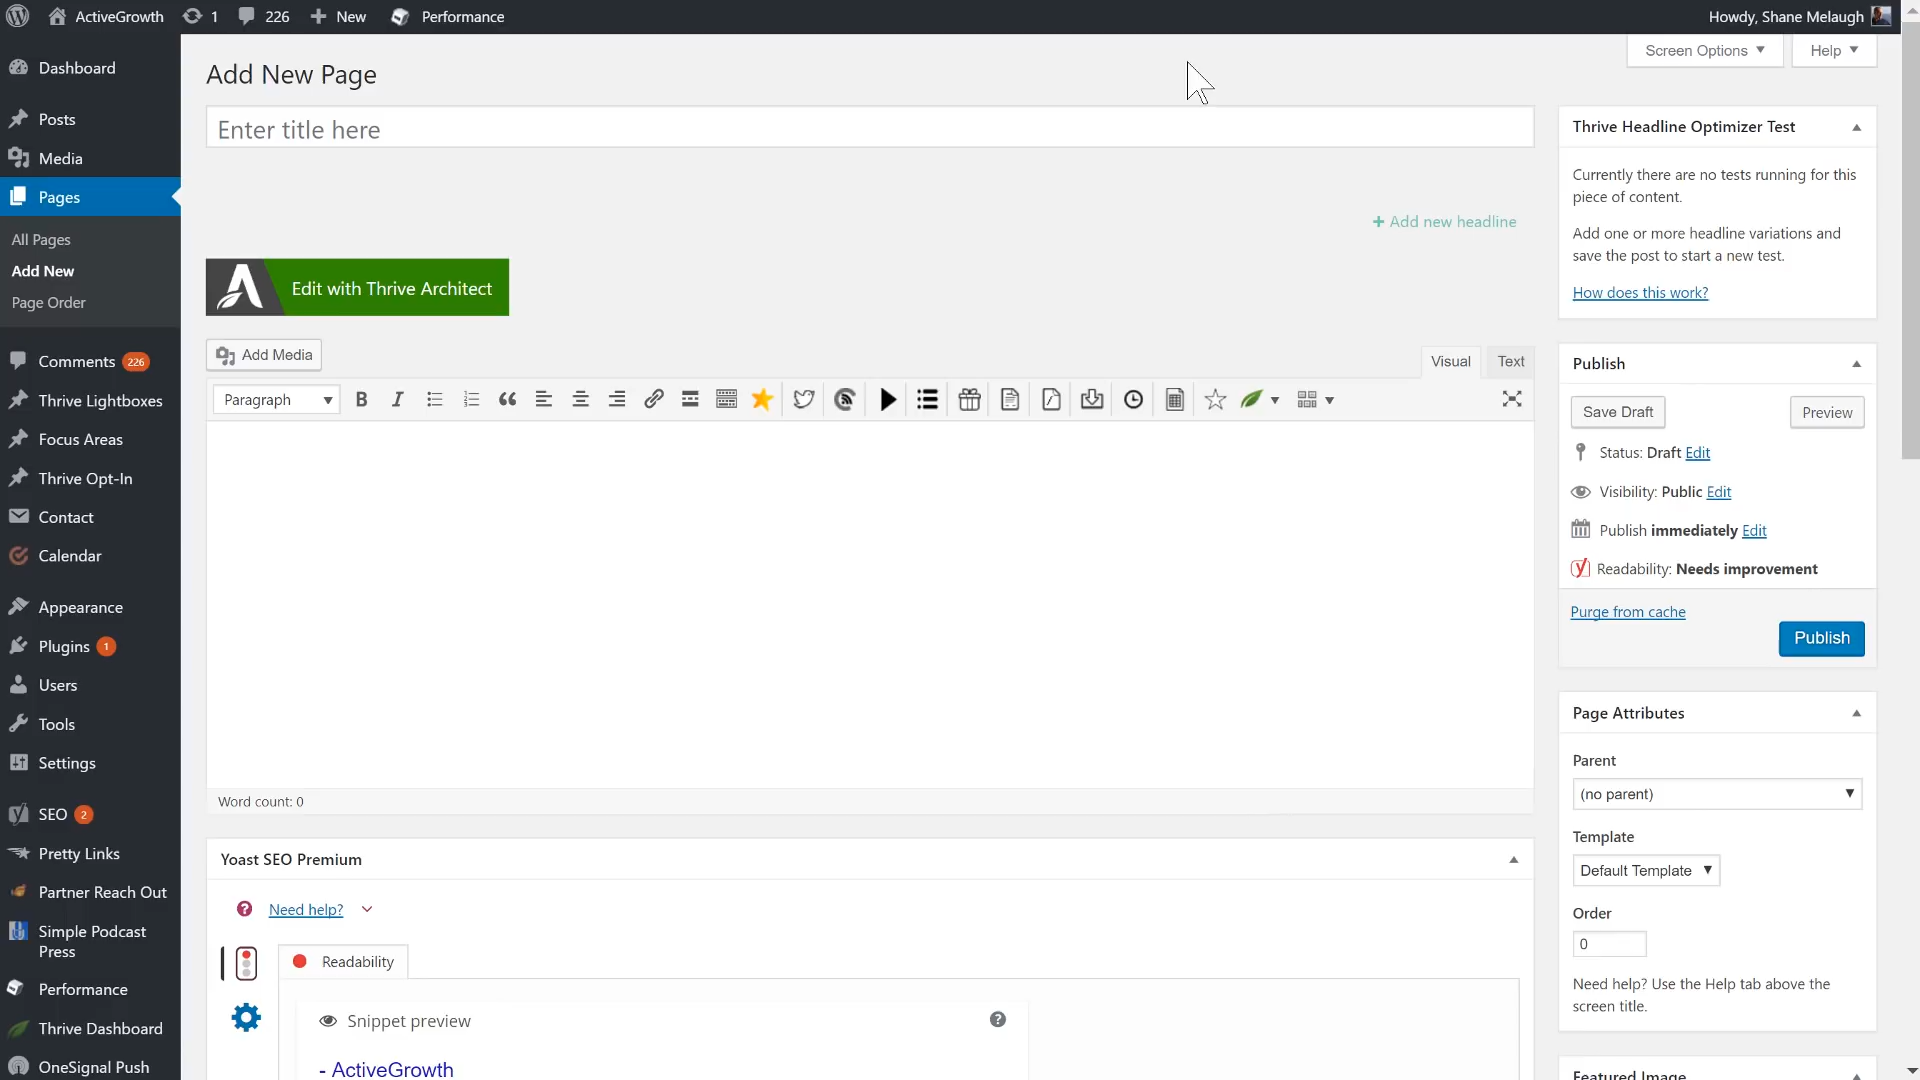 ActiveGrowth
1
226
New
Performance
Howdy, Shane Melaugh
Screen Options
Help
Dashboard
Posts
Media
Pages
All Pages
Add New
Page Order
Comments 226
Thrive Lightboxes
Focus Areas
Thrive Opt-In
Contact
Calendar
Appearance
Plugins 1
Users
Tools
Settings
SEO 2
Pretty Links
Partner Reach Out
Simple Podcast
Press
Performance
Thrive Dashboard
OneSignal Push
Add New Page
Enter title here
+ Add new headline
Edit with Thrive Architect
Add Media
Visual
Text
Paragraph
Word count: 0
Yoast SEO Premium
Need help?
Readability
Snippet preview
- ActiveGrowth
Thrive Headline Optimizer Test
Currently there are no tests running for this
piece of content.
Add one or more headline variations and
save the post to start a new test.
How does this work?
Publish
Save Draft
Preview
Status: Draft Edit
Visibility: Public Edit
Publish immediately Edit
Readability: Needs improvement
Purge from cache
Publish
Page Attributes
Parent
(no parent)
Template
Default Template
Order
0
Need help? Use the Help tab above the
screen title.
Featured Image